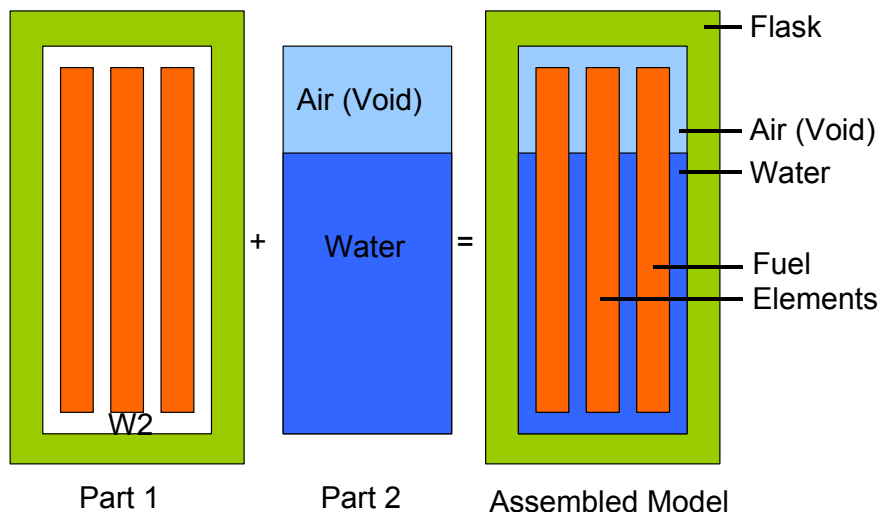 Flask
Air (Void)
Air (Void)
Water
Water
+
=
Fuel
Elements
W2
Part 1
Part 2
Assembled Model